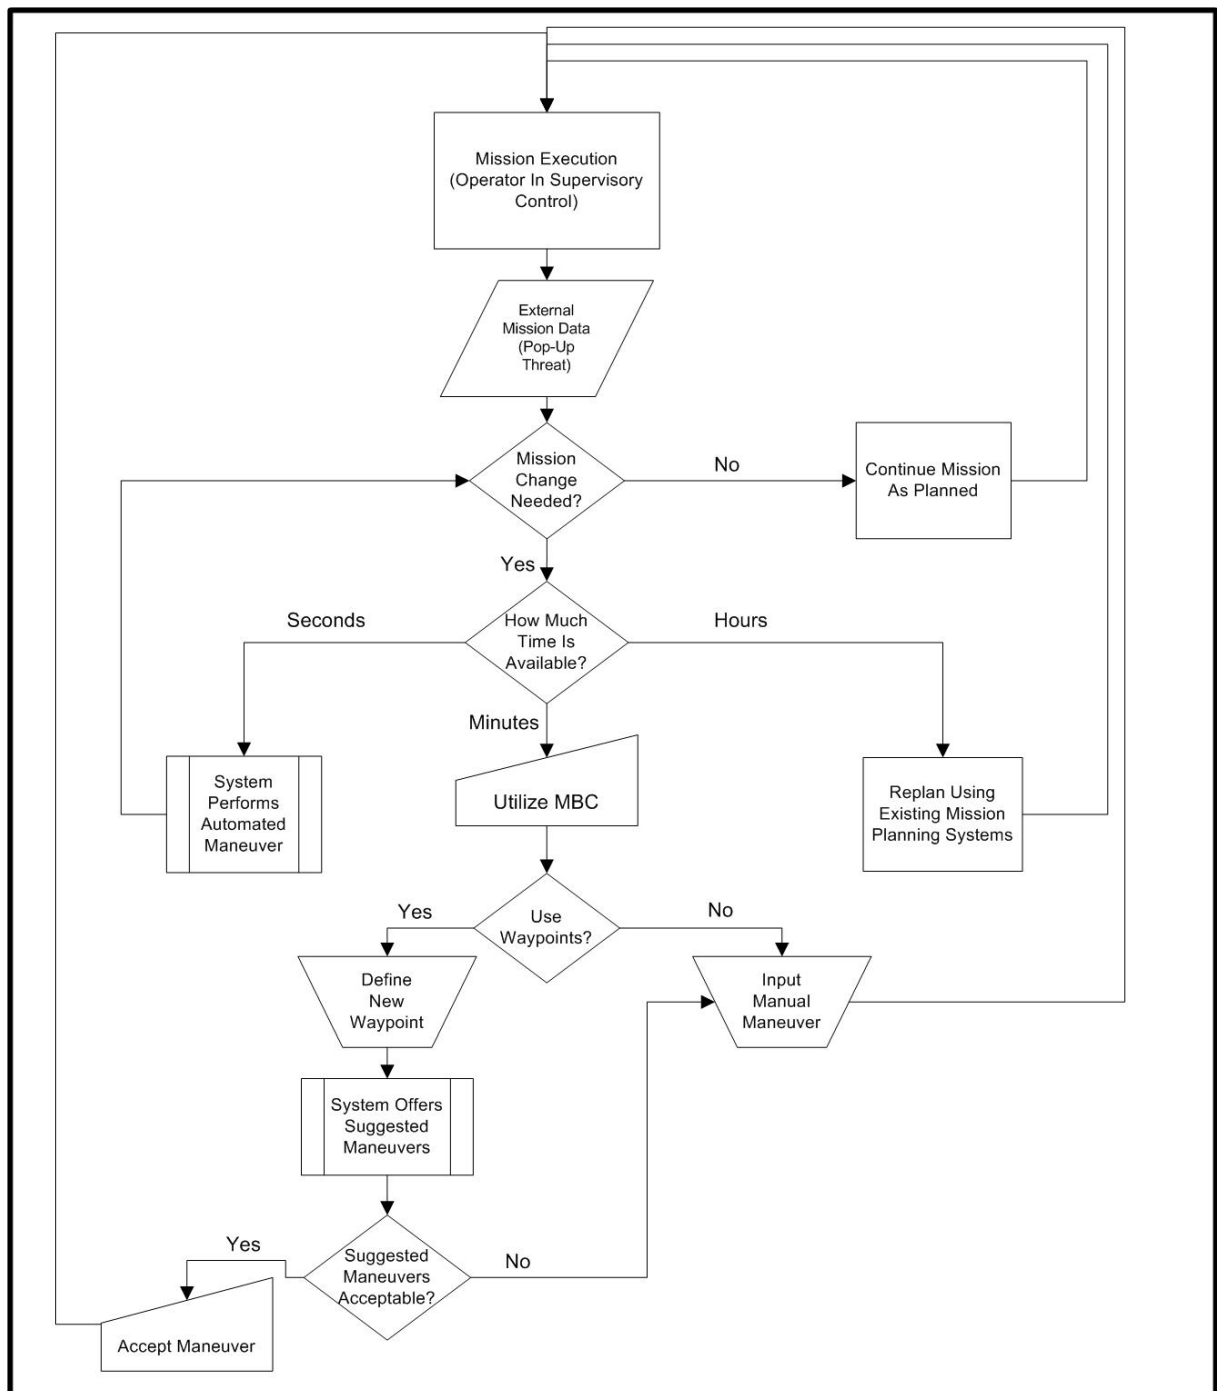 Mission Execution
(Operator In Supervisory
Control)
External
Mission Data
(Pop-Up
Threat)
Mission
Change
Needed?
No
Continue Mission
As Planned
Yes
How Much
Time Is
Available?
Seconds
Hours
Minutes
System
Performs
Automated
Maneuver
Utilize MBC
Replan Using
Existing Mission
Planning Systems
Use
Waypoints?
Yes
No
Define
New
Waypoint
Input
Manual
Maneuver
System Offers
Suggested
Maneuvers
Suggested
Maneuvers
Acceptable?
Yes
No
Accept Maneuver